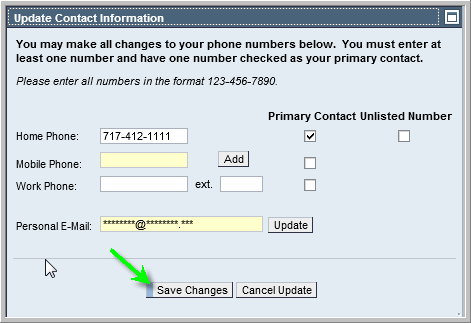 Update Contact Information
You may make all changes to your phone numbers below. You must enter at
least one number and have one number checked as your primary contact.
Please enter all numbers in the format 123-456-7890.
Primary Contact Unlisted Number
Home Phone: 717-412-1111
Mobile Phone: Add
Work Phone: ext.
Personal E-Mail: ********@********.*** Update
Save Changes Cancel Update